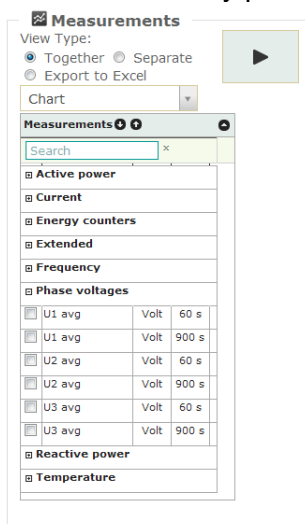 Measurements
View Type:
Together Separate
Export to Excel
Chart
Measurements
Search ×
Active power
Current
Energy counters
Extended
Frequency
Phase voltages
U1 avg Volt 60 s
U1 avg Volt 900 s
U2 avg Volt 60 s
U2 avg Volt 900 s
U3 avg Volt 60 s
U3 avg Volt 900 s
Reactive power
Temperature